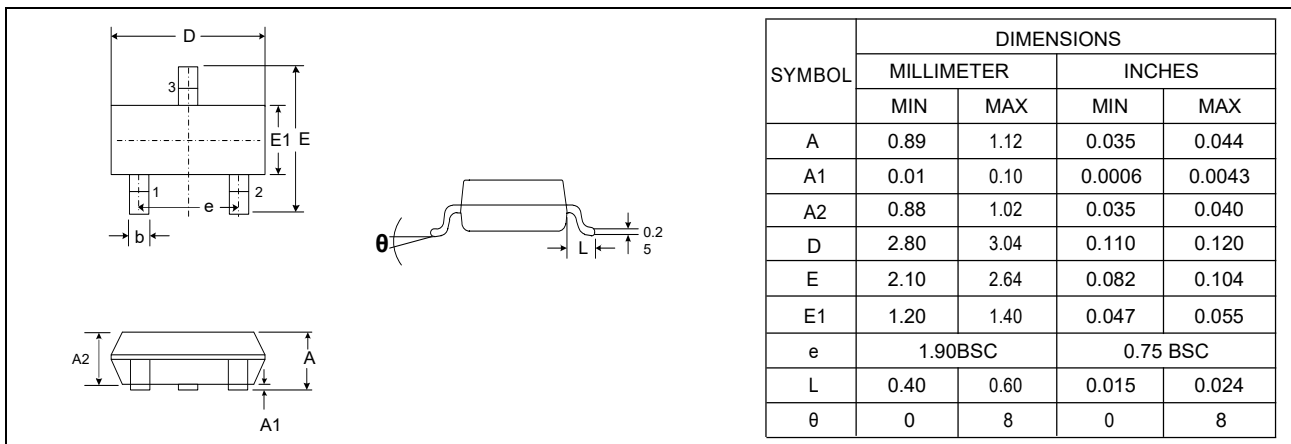 D
3
E1
E
1
2
e
b
θ
L
0.2
5
A2
A
A1
SYMBOL
DIMENSIONS
MILLIMETER INCHES
MIN MAX MIN MAX
A 0.89 1.12 0.035 0.044
A1 0.01 0.10 0.0006 0.0043
A2 0.88 1.02 0.035 0.040
D 2.80 3.04 0.110 0.120
E 2.10 2.64 0.082 0.104
E1 1.20 1.40 0.047 0.055
e 1.90BSC 0.75 BSC
L 0.40 0.60 0.015 0.024
θ 0 8 0 8